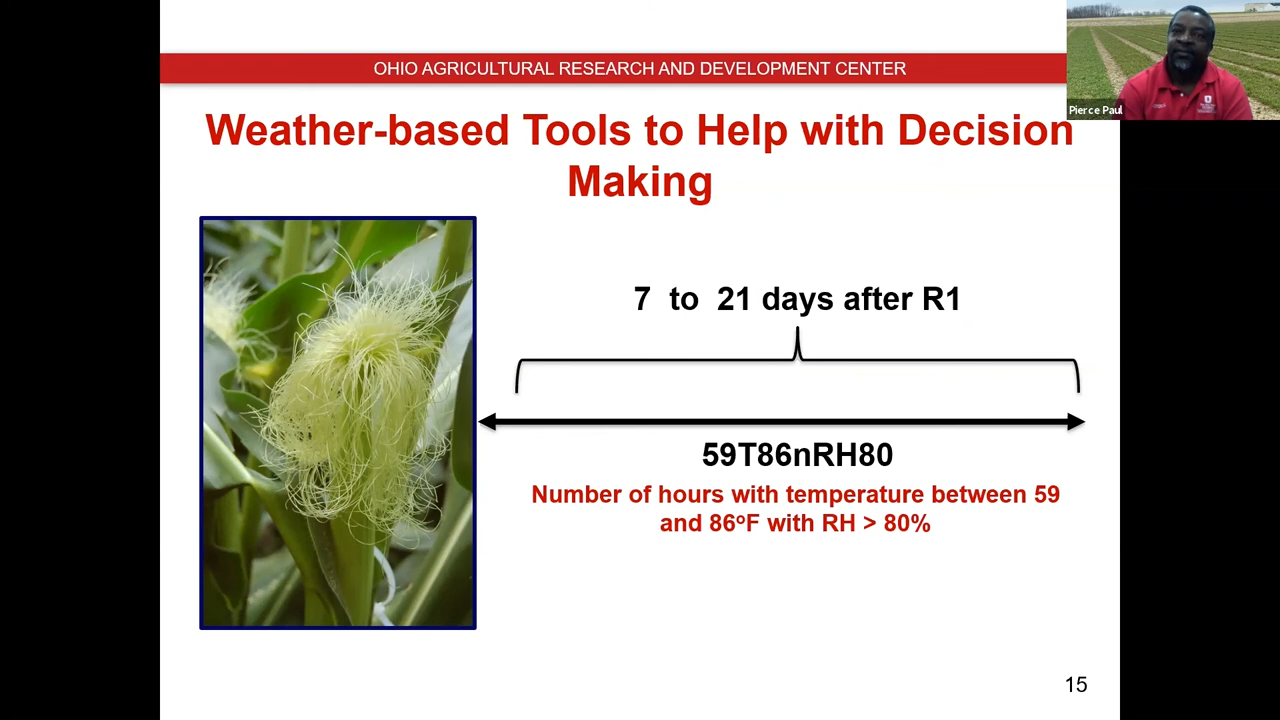 OHIO AGRICULTURAL RESEARCH AND DEVELOPMENT CENTER
Pierce Paul
Weather-based Tools to Help with Decision
Making
7 to 21 days after R1
59T86nRH80
Number of hours with temperature between 59
and 86ºF with RH > 80%
15